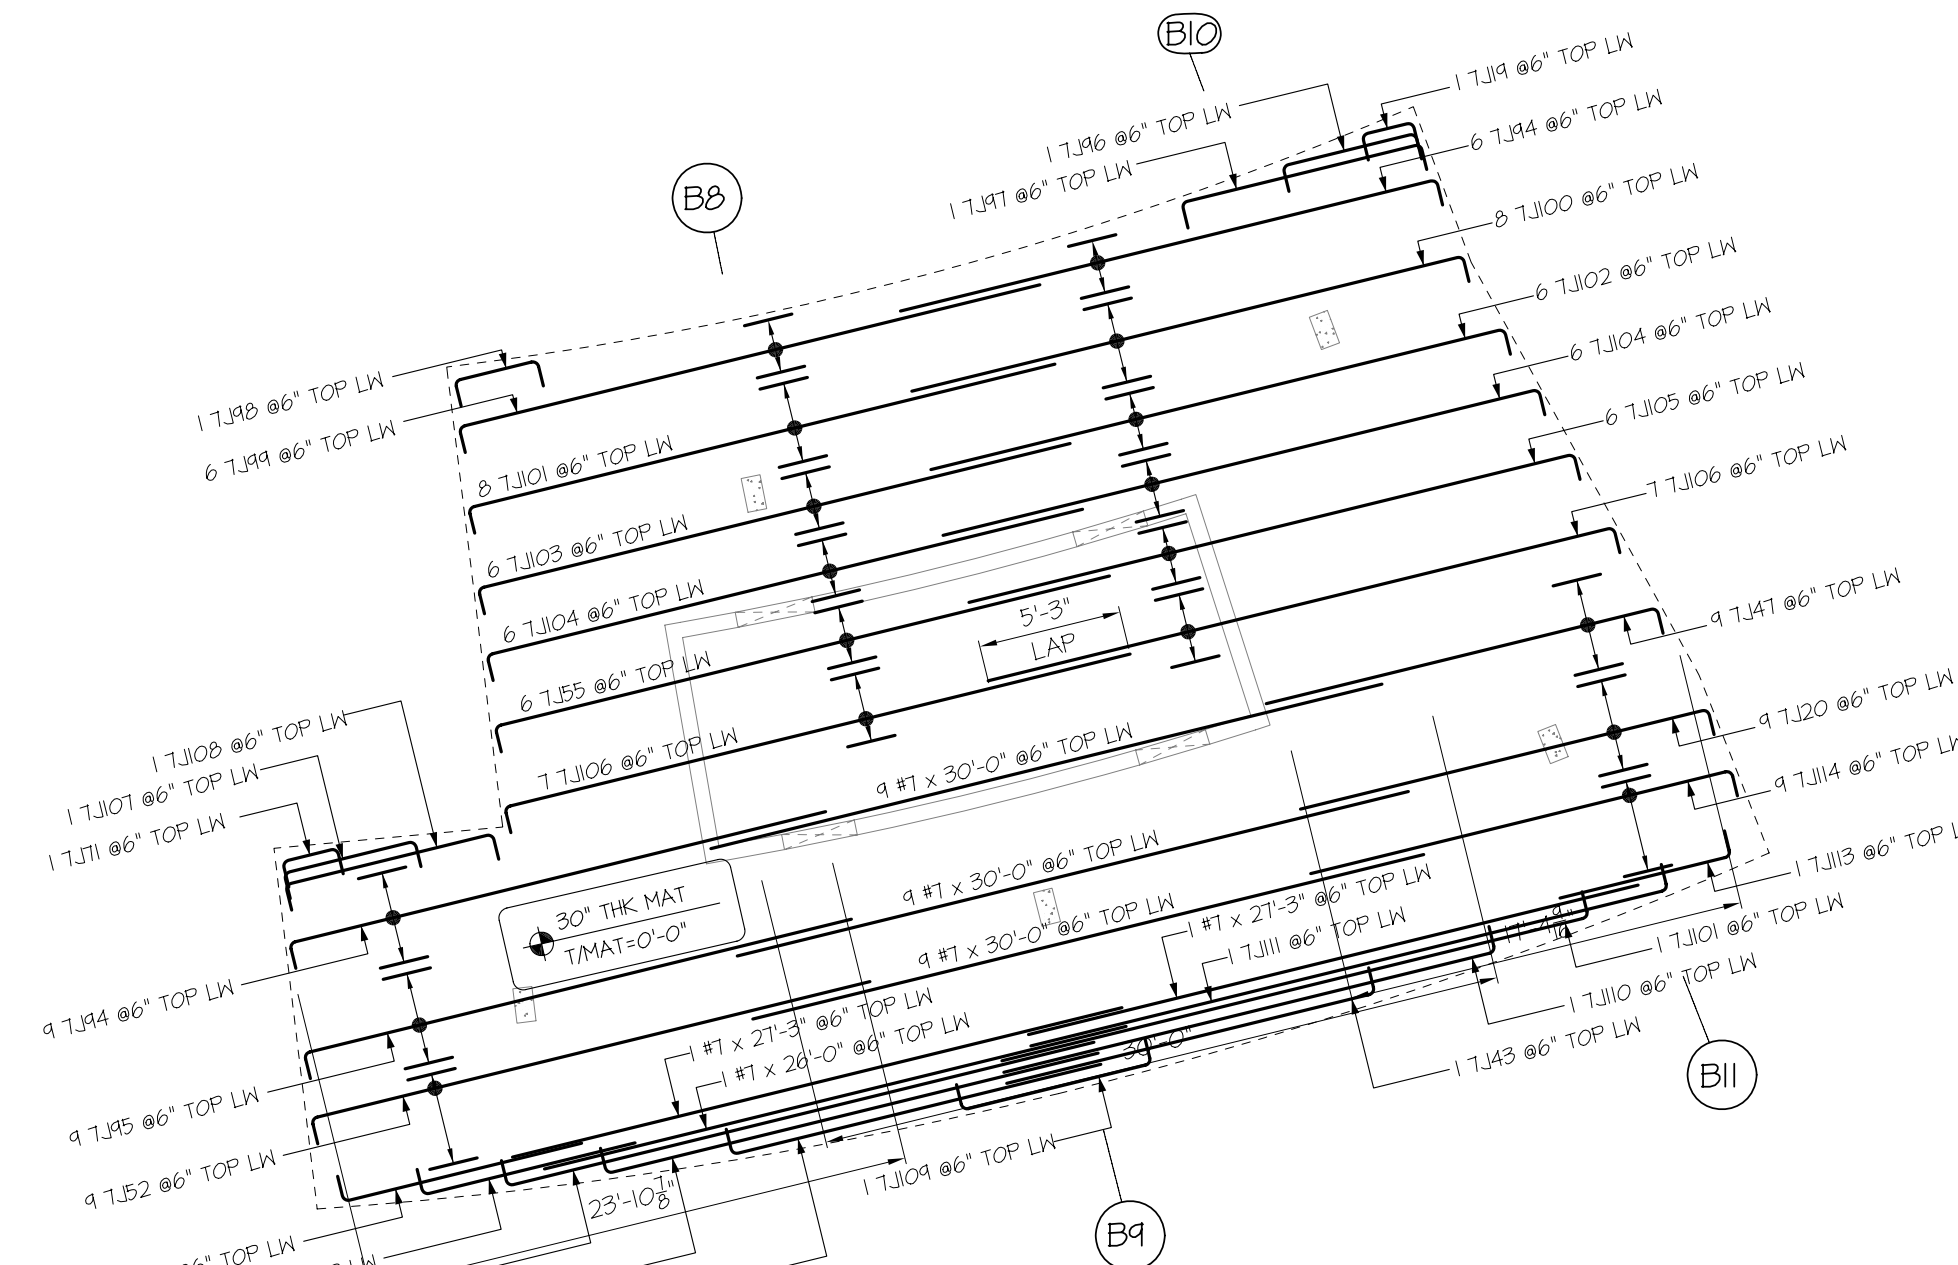 B10
1 7J19 @6" TOP LW
1 7J96 @6" TOP LW
6 7J94 @6" TOP LW
1 7J97 @6" TOP LW
B8
8 7J100 @6" TOP LW
6 7J102 @6" TOP LW
6 7J104 @6" TOP LW
1 7J98 @6" TOP LW
6 7J99 @6" TOP LW
6 7J105 @6" TOP LW
8 7J101 @6" TOP LW
7 7J106 @6" TOP LW
6 7J103 @6" TOP LW
6 7J104 @6" TOP LW
5'-3"
LAP
9 7J47 @6" TOP LW
6 7J55 @6" TOP LW
9 7J20 @6" TOP LW
1 7J108 @6" TOP LW
7 7J106 @6" TOP LW
9 #7 x 30'-0" @6" TOP LW
1 7J107 @6" TOP LW
9 7J114 @6" TOP LW
1 7J71 @6" TOP LW
1 7J113 @6" TOP
9 #7 x 30'-0" @6" TOP LW
30" THK MAT
T/MAT=0'-0"
1 #7 x 27'-3" @6" TOP LW
9 #7 x 30'-0" @6" TOP LW
1 7J111 @6" TOP LW
1 7J101 @6" TOP LW
9 7J94 @6" TOP LW
1 7J110 @6" TOP LW
1 #7 x 27'-3" @6" TOP LW
1 #7 x 26'-0" @6" TOP LW
30'-0"
1 7J43 @6" TOP LW
B11
9 7J95 @6" TOP LW
9 7J52 @6" TOP LW
1 7J109 @6" TOP LW
23'-10 7/8"
B9
6" TOP LW
LW